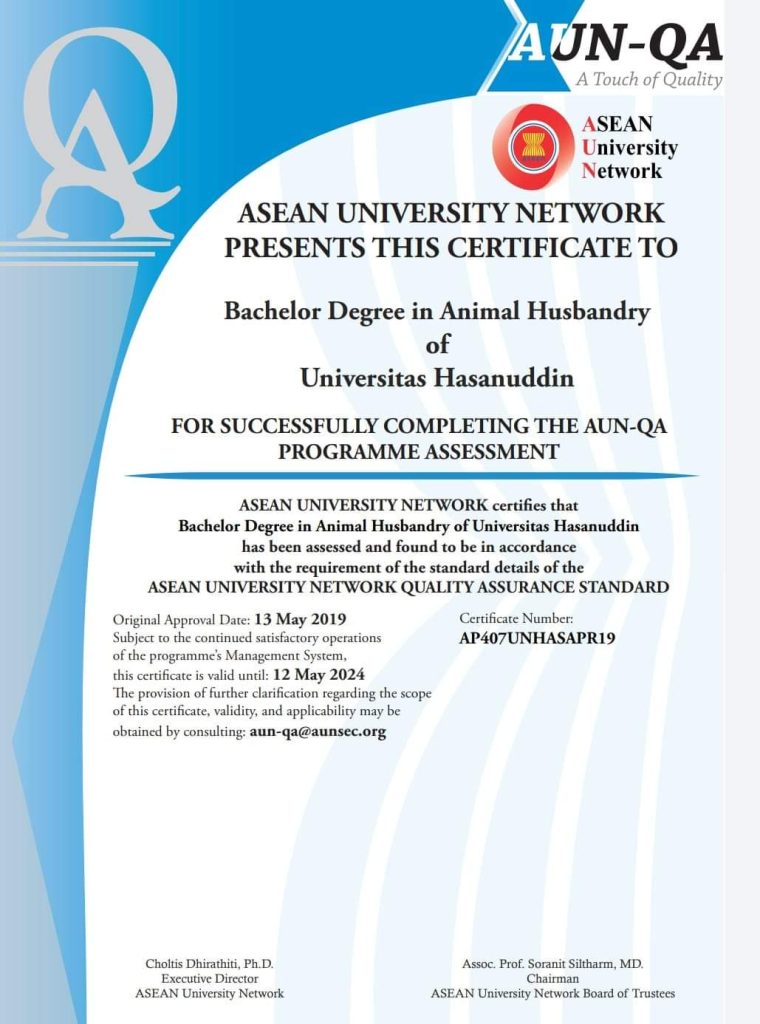 AUN-QA
A Touch of Quality
QA
ASEAN
University
Network
ASEAN UNIVERSITY NETWORK
PRESENTS THIS CERTIFICATE TO
Bachelor Degree in Animal Husbandry
of
Universitas Hasanuddin
FOR SUCCESSFULLY COMPLETING THE AUN-QA
PROGRAMME ASSESSMENT
ASEAN UNIVERSITY NETWORK certifies that
Bachelor Degree in Animal Husbandry of Universitas Hasanuddin
has been assessed and found to be in accordance
with the requirement of the standard details of the
ASEAN UNIVERSITY NETWORK QUALITY ASSURANCE STANDARD
Original Approval Date: 13 May 2019
Subject to the continued satisfactory operations
of the programme's Management System,
this certificate is valid until: 12 May 2024
The provision of further clarification regarding the scope
of this certificate, validity, and applicability may be
obtained by consulting: aun-qa@aunsec.org
Certificate Number:
AP407UNHASAPR19
Choltis Dhirathiti, Ph.D.
Executive Director
ASEAN University Network
Assoc. Prof. Soranit Siltharm, MD.
Chairman
ASEAN University Network Board of Trustees